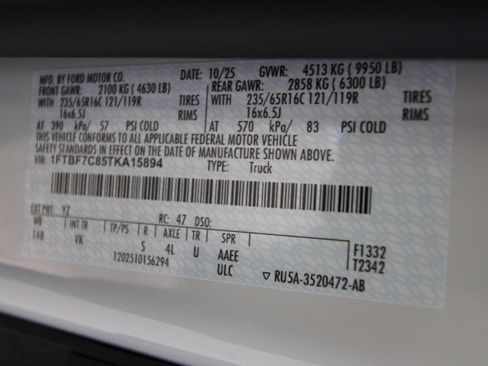 MFD. BY FORD MOTOR CO.
DATE: 10/25 GVWR: 4513 KG ( 9950 LB)
FRONT GAWR: 2100 KG ( 4630 LB) REAR GAWR: 2858 KG ( 6300 LB)
WITH 235/65R16C 121/119R TIRES WITH 235/65R16C 121/119R TIRES
16x6.5J RIMS 16x6.5J RIMS
AT 390 kPa/ 57 PSI COLD AT 570 kPa/ 83 PSI COLD
THIS VEHICLE CONFORMS TO ALL APPLICABLE FEDERAL MOTOR VEHICLE
SAFETY STANDARDS IN EFFECT ON THE DATE OF MANUFACTURE SHOWN ABOVE.
VIN: 1FTBF7C85TKA15894 TYPE: Truck
EXT PNT: YZ RC: 47 DSO:
WB INT TR TP/PS R AXLE TR SPR
148 VK S 4L U AAEE F1332
ULC T2342
1202510156294 RU5A-3520472-AB